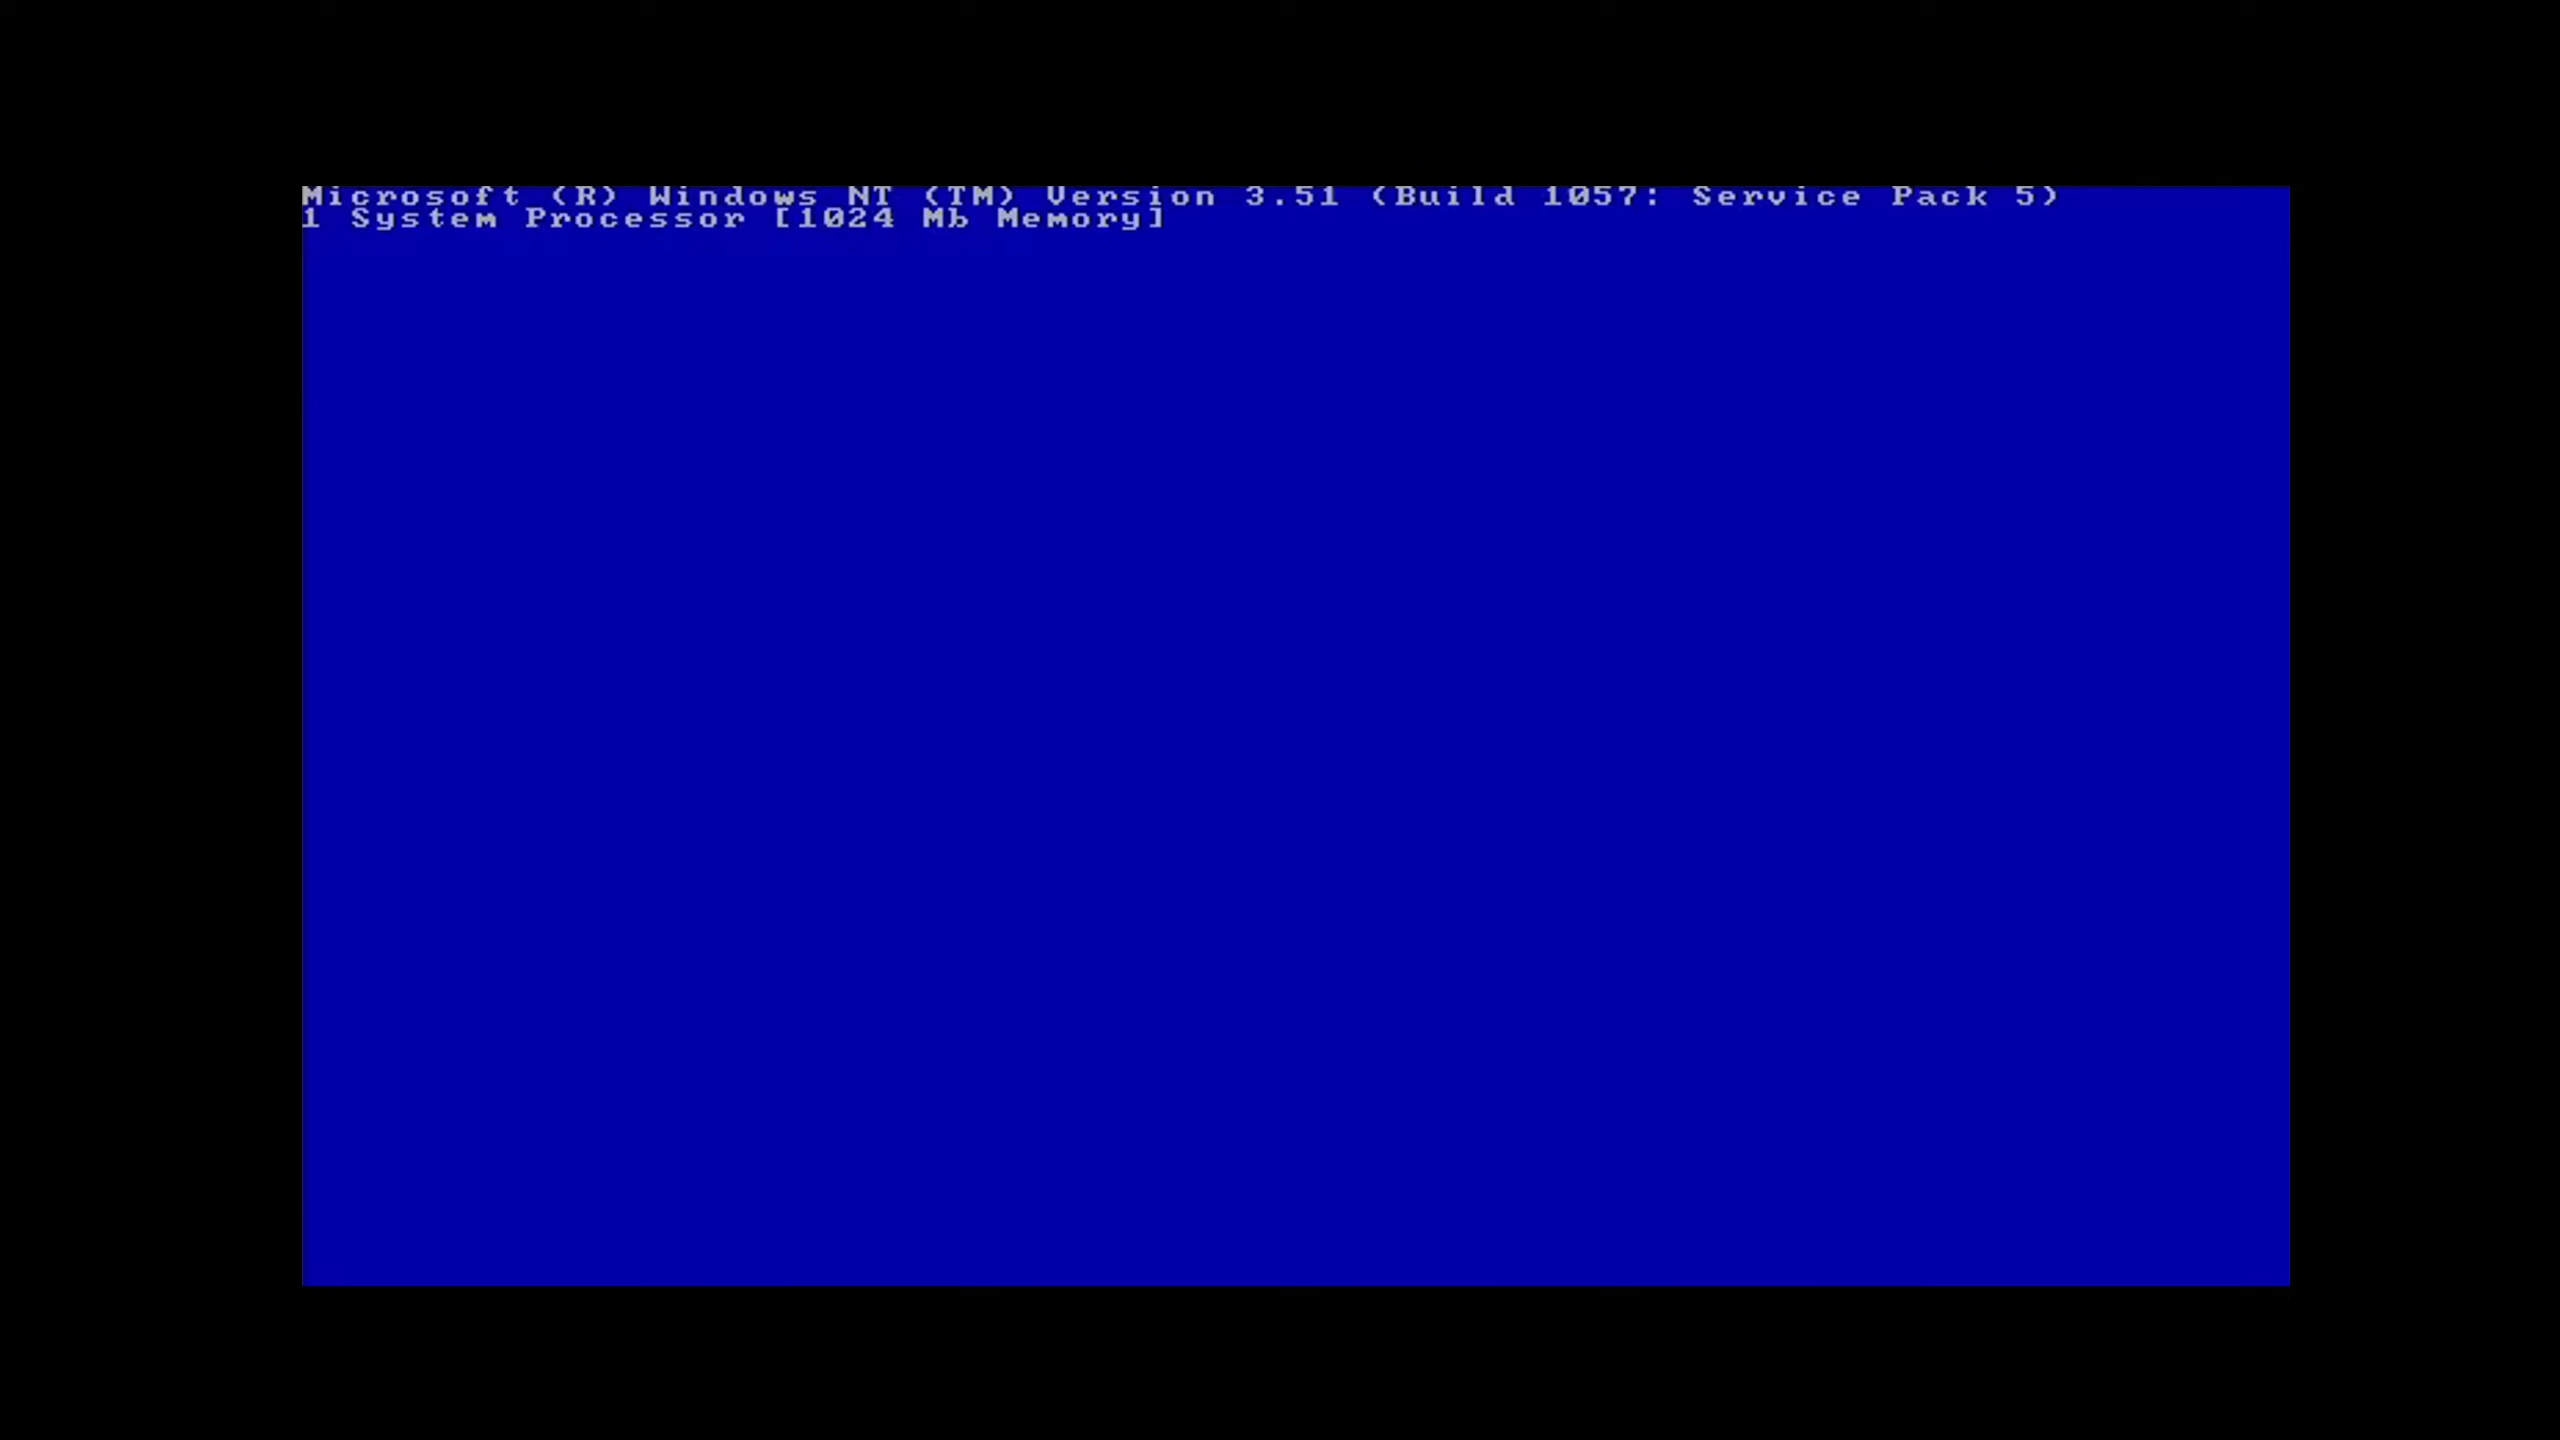 Microsoft (R) Windows NT (TM) Version 3.51 (Build 1057: Service Pack 5)
1 System Processor [1024 Mb Memory]